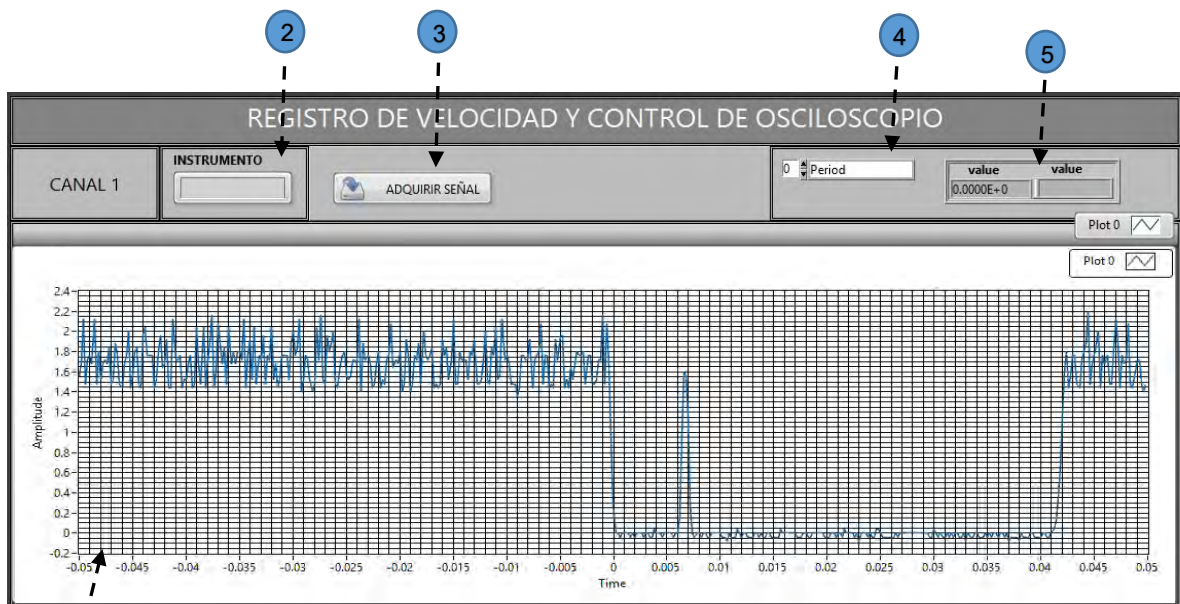 2 3 4 5
REGISTRO DE VELOCIDAD Y CONTROL DE OSCILOSCOPIO
CANAL 1
INSTRUMENTO
ADQUIRIR SEÑAL
0 Period
value value
0.0000E+0
Plot 0
Plot 0
2.4
2.2
2
1.8
1.6
1.4
1.2
1
0.8
0.6
0.4
0.2
0
-0.2
Amplitude
-0.05 -0.045 -0.04 -0.035 -0.03 -0.025 -0.02 -0.015 -0.01 -0.005 0 0.005 0.01 0.015 0.02 0.025 0.03 0.035 0.04 0.045 0.05
Time